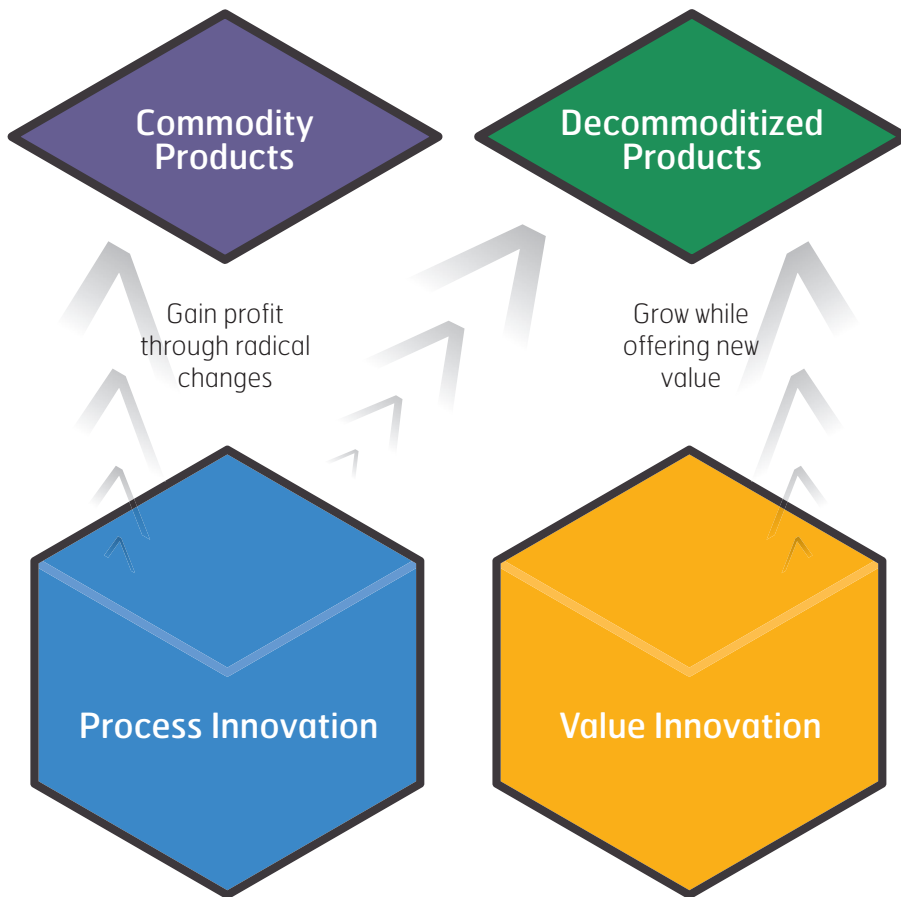 Commodity
Products
Decommoditized
Products
Gain profit
through radical
changes
Grow while
offering new
value
Process Innovation
Value Innovation